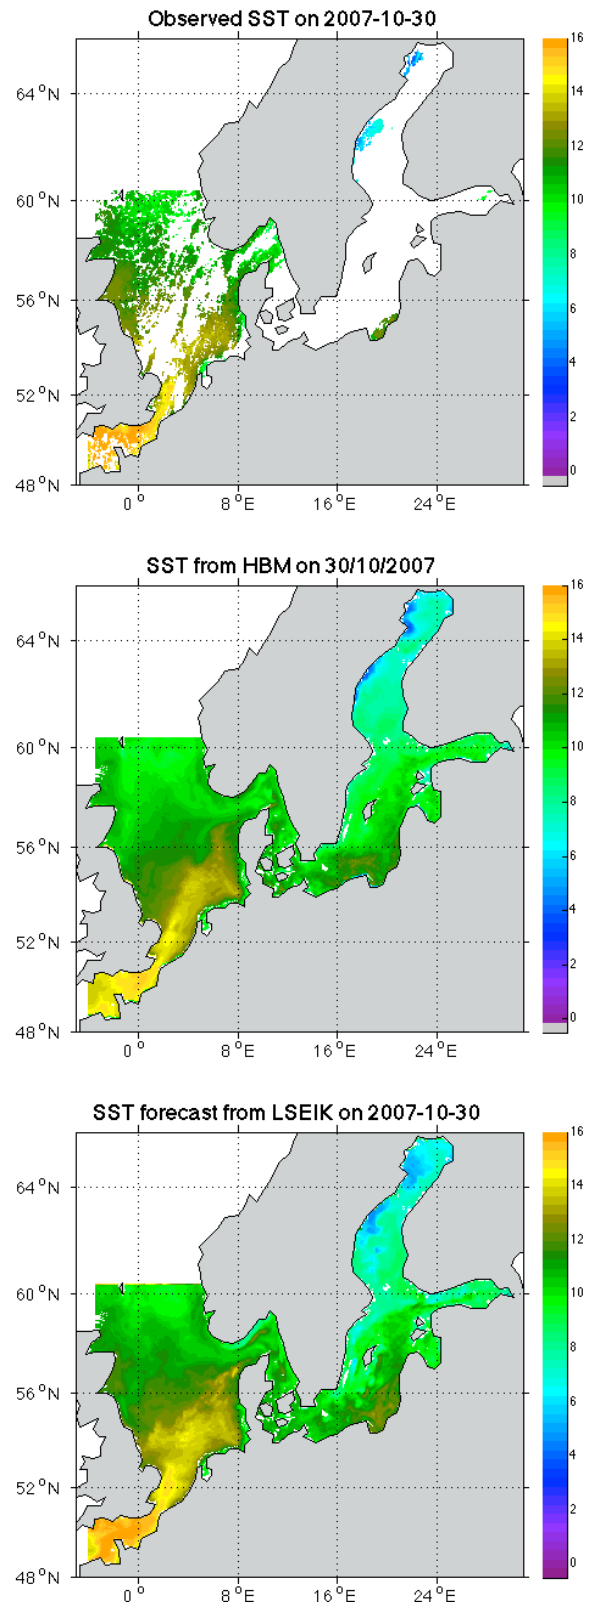 Observed SST on 2007-10-30
16
14
12
10
8
6
4
2
0
64 °N
60 °N
56 °N
52 °N
48 °N
0 °
8 °E
16 °E
24 °E
SST from HBM on 30/10/2007
16
14
12
10
8
6
4
2
0
64 °N
60 °N
56 °N
52 °N
48 °N
0 °
8 °E
16 °E
24 °E
SST forecast from LSEIK on 2007-10-30
16
14
12
10
8
6
4
2
0
64 °N
60 °N
56 °N
52 °N
48 °N
0 °
8 °E
16 °E
24 °E